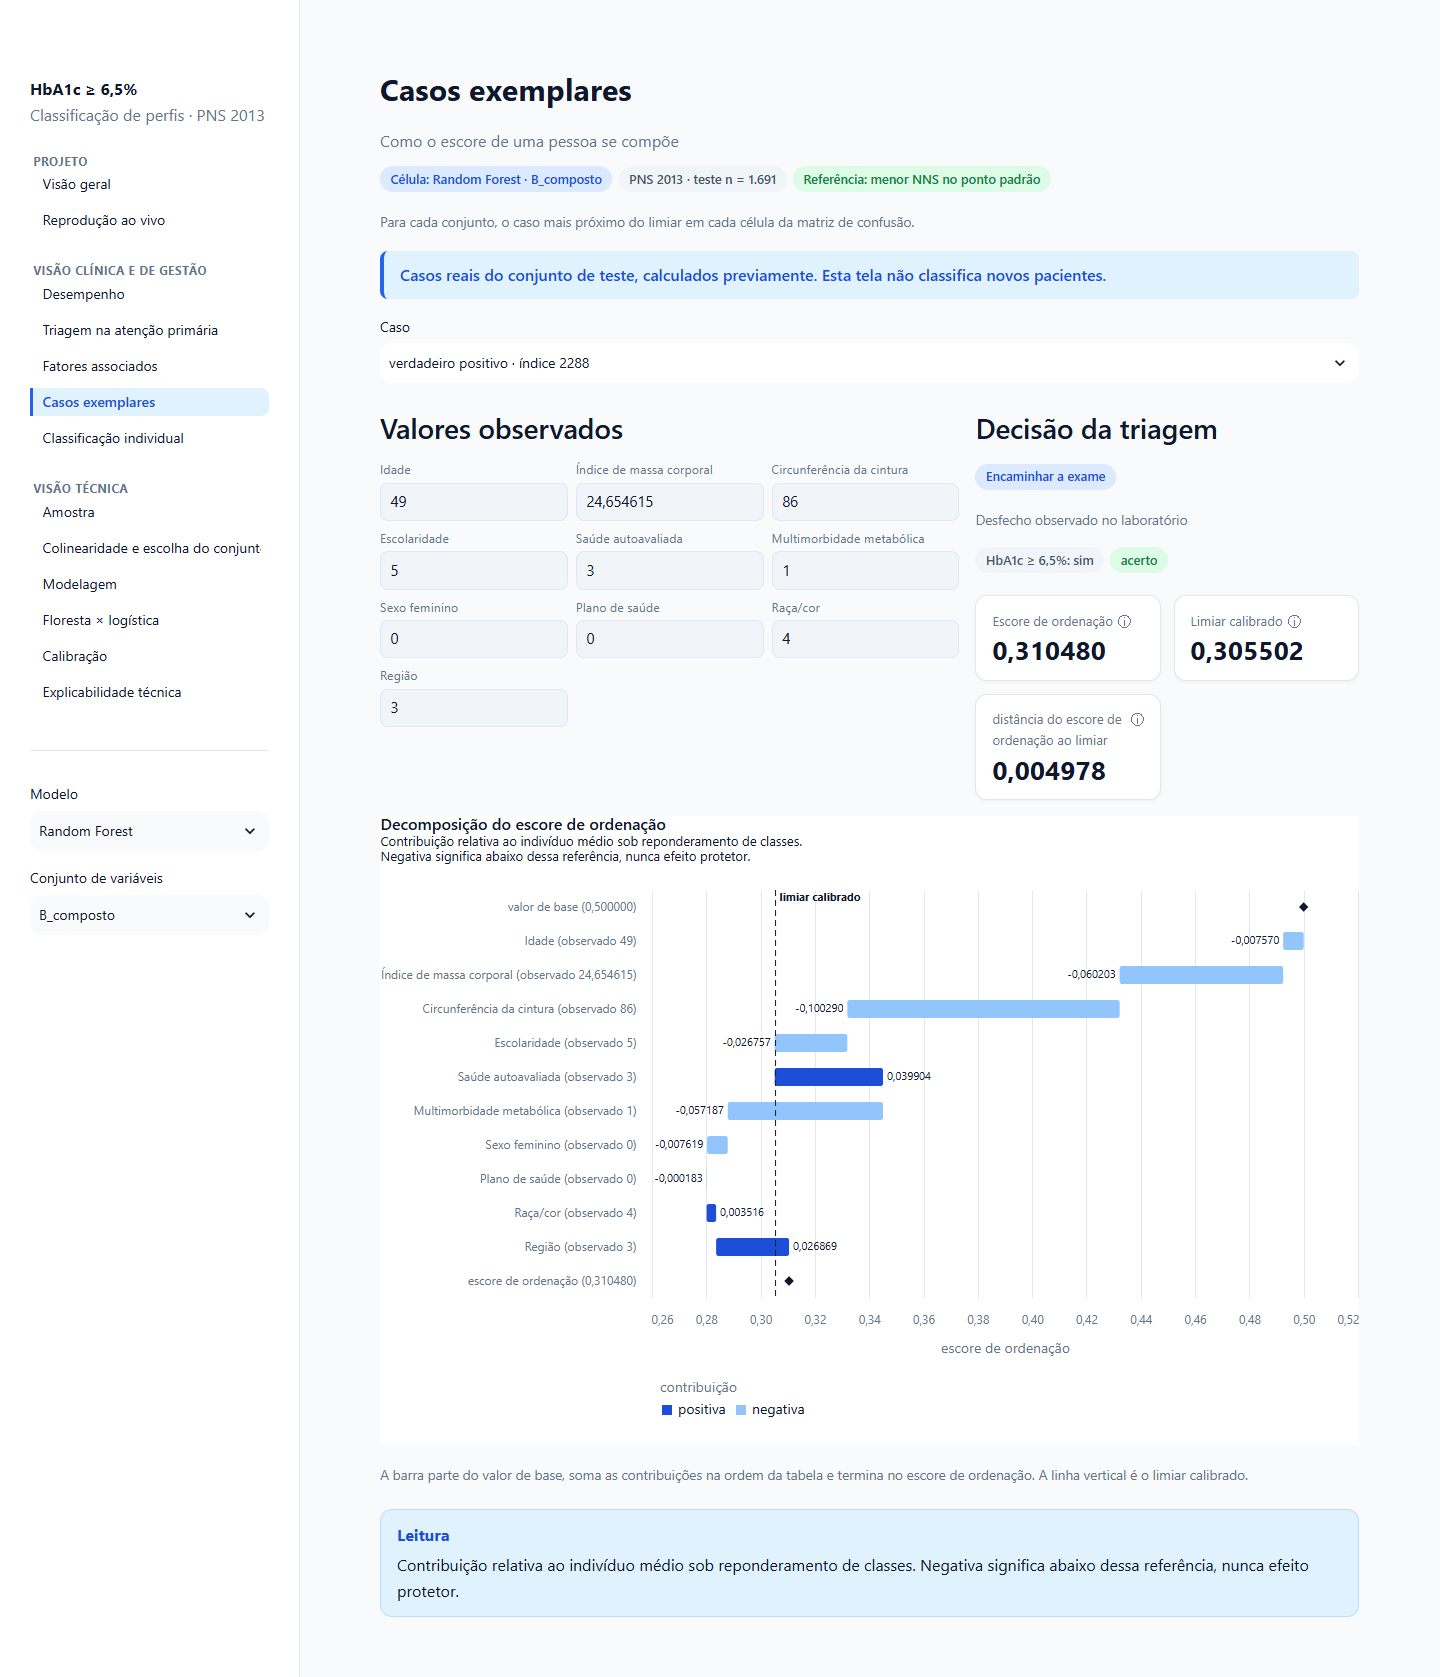 HbA1c ≥ 6,5%
Classificação de perfis · PNS 2013
PROJETO
Visão geral
Reprodução ao vivo
VISÃO CLÍNICA E DE GESTÃO
Desempenho
Triagem na atenção primária
Fatores associados
Casos exemplares
Classificação individual
VISÃO TÉCNICA
Amostra
Colinearidade e escolha do conjunt
Modelagem
Floresta × logística
Calibração
Explicabilidade técnica
Modelo
Random Forest
Conjunto de variáveis
B_composto
Casos exemplares
Como o escore de uma pessoa se compõe
Célula: Random Forest · B_composto
PNS 2013 · teste n = 1.691
Referência: menor NNS no ponto padrão
Para cada conjunto, o caso mais próximo do limiar em cada célula da matriz de confusão.
Casos reais do conjunto de teste, calculados previamente. Esta tela não classifica novos pacientes.
Caso
verdadeiro positivo · índice 2288
Valores observados
Idade
49
Índice de massa corporal
24,654615
Circunferência da cintura
86
Escolaridade
5
Saúde autoavaliada
3
Multimorbidade metabólica
1
Sexo feminino
0
Plano de saúde
0
Raça/cor
4
Região
3
Decisão da triagem
Encaminhar a exame
Desfecho observado no laboratório
HbA1c ≥ 6,5%: sim
acerto
Escore de ordenação ⓘ
0,310480
Limiar calibrado ⓘ
0,305502
distância do escore de ⓘ
ordenação ao limiar
0,004978
Decomposição do escore de ordenação
Contribuição relativa ao indivíduo médio sob reponderamento de classes.
Negativa significa abaixo dessa referência, nunca efeito protetor.
limiar calibrado
valor de base (0,500000)
Idade (observado 49)
-0,007570
Índice de massa corporal (observado 24,654615)
-0,060203
Circunferência da cintura (observado 86)
-0,100290
Escolaridade (observado 5)
-0,026757
Saúde autoavaliada (observado 3)
0,039904
Multimorbidade metabólica (observado 1)
-0,057187
Sexo feminino (observado 0)
-0,007619
Plano de saúde (observado 0)
-0,000183
Raça/cor (observado 4)
0,003516
Região (observado 3)
0,026869
escore de ordenação (0,310480)
0,26 0,28 0,30 0,32 0,34 0,36 0,38 0,40 0,42 0,44 0,46 0,48 0,50 0,52
escore de ordenação
contribuição
positiva negativa
A barra parte do valor de base, soma as contribuições na ordem da tabela e termina no escore de ordenação. A linha vertical é o limiar calibrado.
Leitura
Contribuição relativa ao indivíduo médio sob reponderamento de classes. Negativa significa abaixo dessa referência, nunca efeito
protetor.